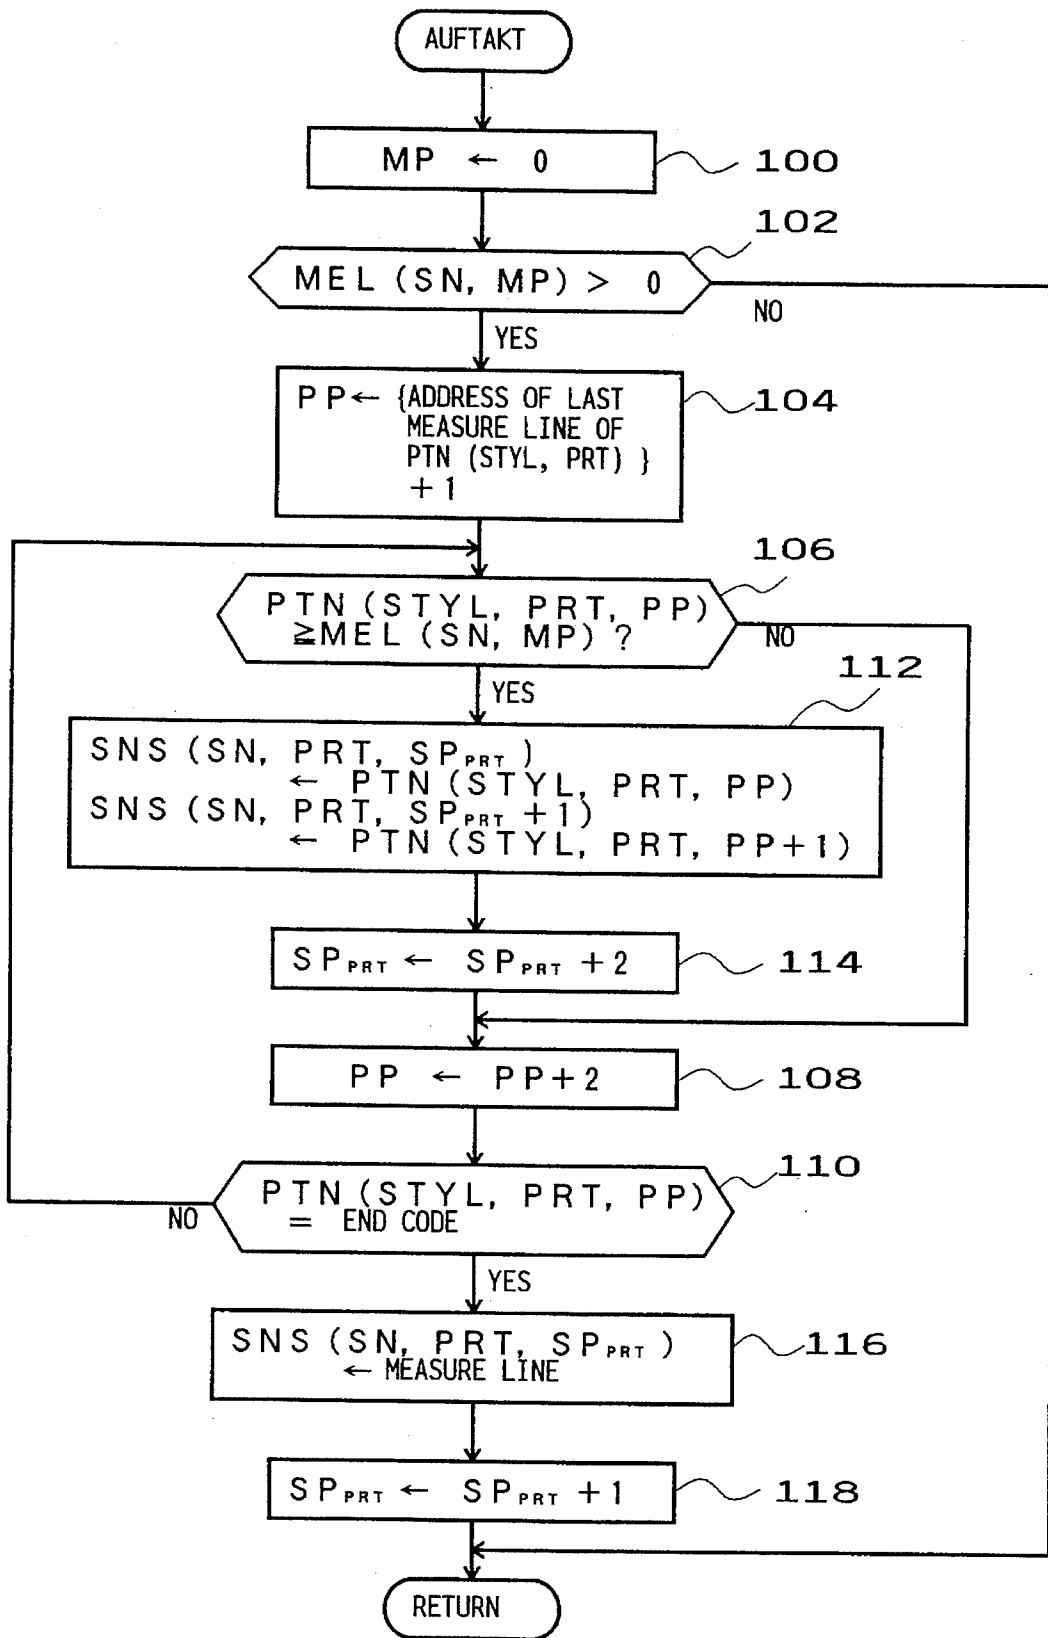 AUFTAKT
MP ← 0
100
102
MEL (SN, MP) > 0
NO
YES
PP← {ADDRESS OF LAST
MEASURE LINE OF
PTN (STYL, PRT) }
+1
104
106
PTN (STYL, PRT, PP)
≧MEL (SN, MP) ?
NO
YES
112
SNS (SN, PRT, SPPRT)
← PTN (STYL, PRT, PP)
SNS (SN, PRT, SPPRT +1)
← PTN (STYL, PRT, PP+1)
SPPRT ← SPPRT +2
114
PP ← PP+2
108
110
PTN (STYL, PRT, PP)
= END CODE
NO
YES
SNS (SN, PRT, SPPRT)
← MEASURE LINE
116
SPPRT ← SPPRT +1
118
RETURN